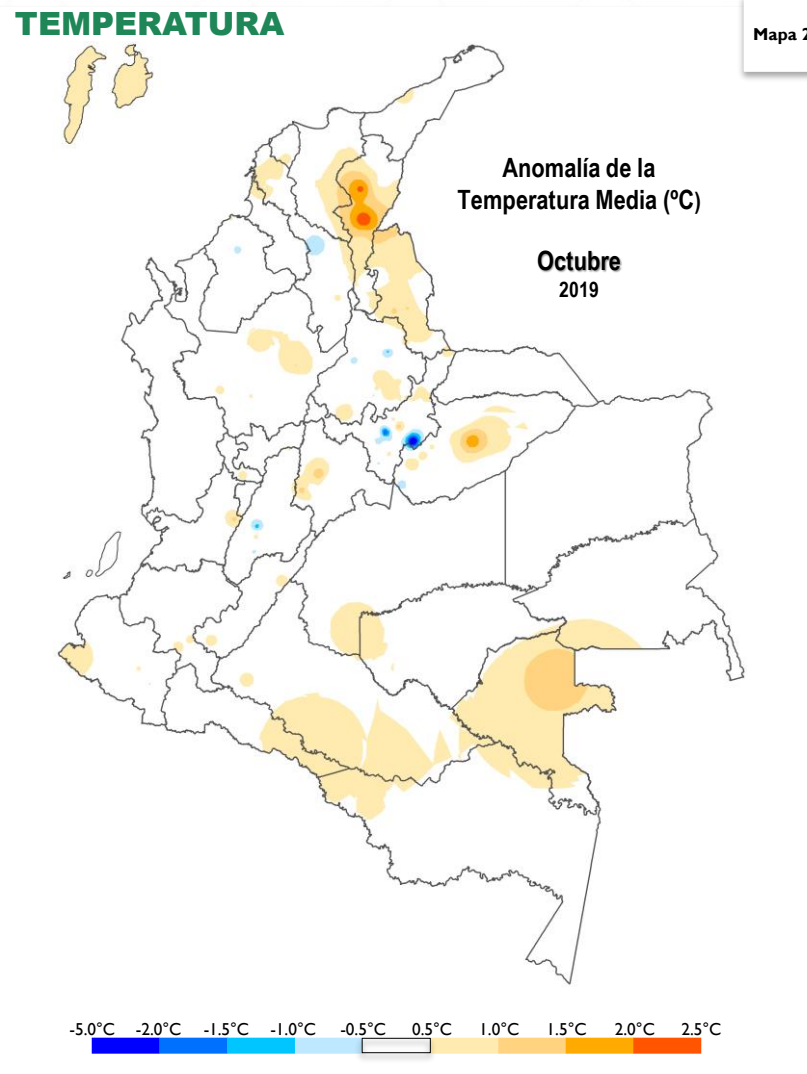 TEMPERATURA
Mapa 2
Anomalía de la
Temperatura Media (ºC)
Octubre
2019
-5.0°C -2.0°C -1.5°C -1.0°C -0.5°C 0.5°C 1.0°C 1.5°C 2.0°C 2.5°C